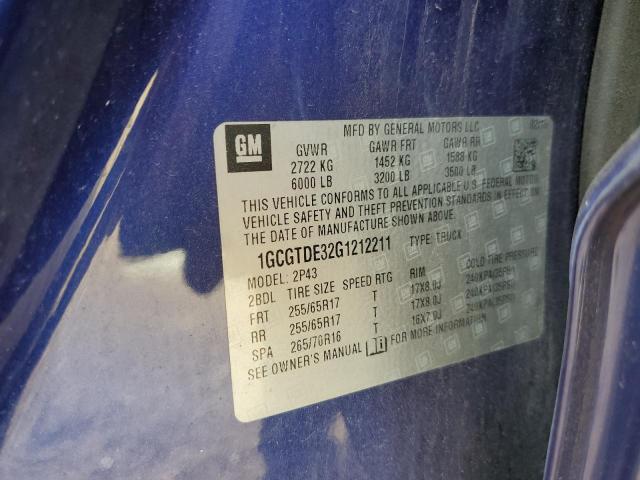 GM
MFD BY GENERAL MOTORS LLC
GVWR GAWR FRT GAWR RR
2722 KG 1452 KG 1588 KG
6000 LB 3200 LB 3500 LB
THIS VEHICLE CONFORMS TO ALL APPLICABLE U.S. FEDERAL MOTOR
VEHICLE SAFETY AND THEFT PREVENTION STANDARDS IN EFFECT ON
THE DATE OF MANUFACTURE SHOWN ABOVE.
1GCGTDE32G1212211 TYPE: TRUCK
MODEL: 2P43
2BDL TIRE SIZE SPEED RTG RIM COLD TIRE PRESSURE
FRT 255/65R17 T 17X8.0J 240KPA(35PSI)
RR 255/65R17 T 17X8.0J 240KPA(35PSI)
SPA 265/70R16 T 16X7.0J
SEE OWNER'S MANUAL FOR MORE INFORMATION